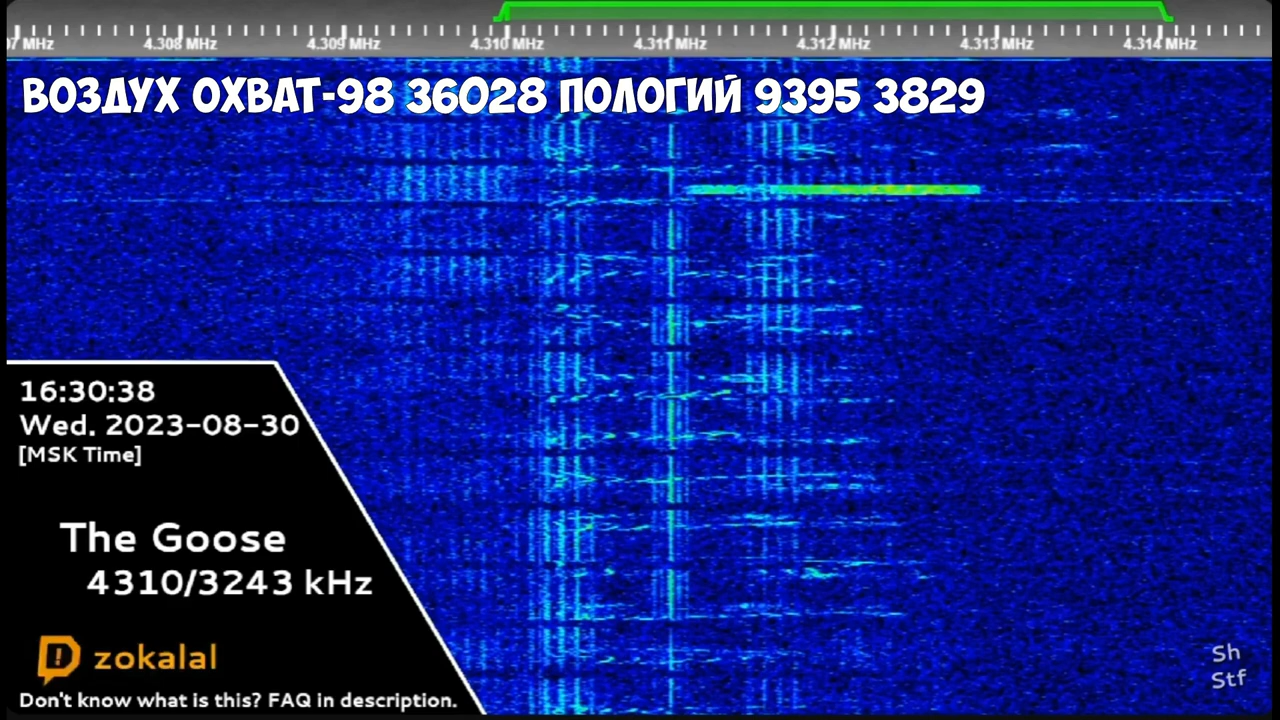 07 MHz 4.308 MHz 4.309 MHz 4.310 MHz 4.311 MHz 4.312 MHz 4.313 MHz 4.314 MHz
ВОЗДУХ ОХВАТ-98 36028 ПОЛОГИЙ 9395 3829
16:30:38
Wed. 2023-08-30
[MSK Time]
The Goose
4310/3243 kHz
zokalal
Don't know what is this? FAQ in description.
Sh
Stf